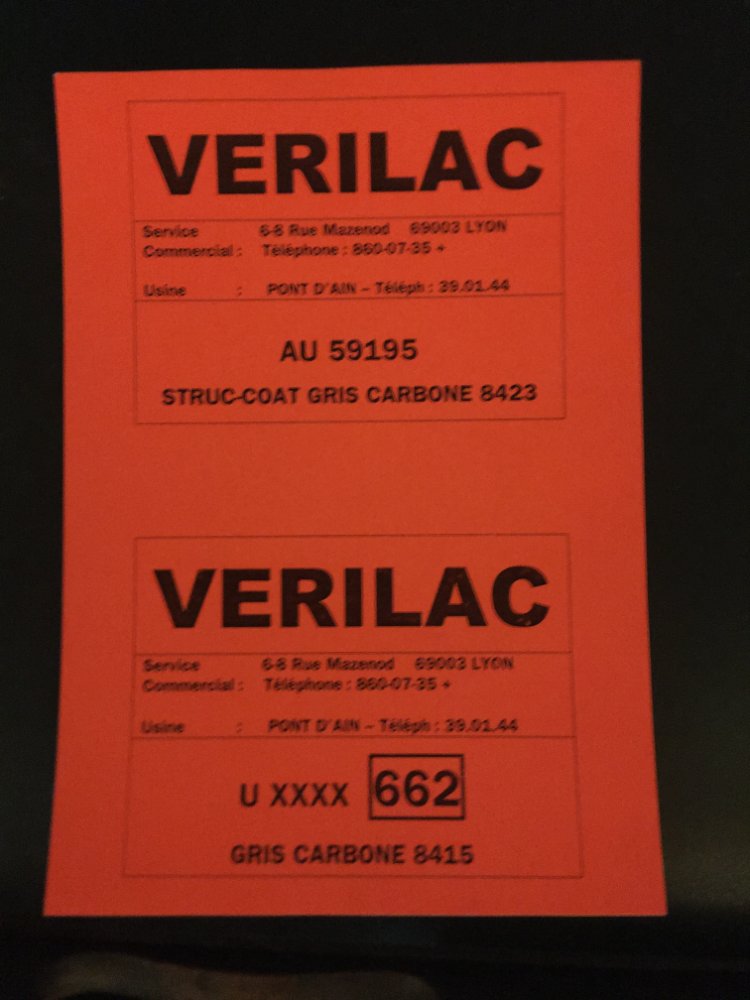 VERILAC
Service 6-8 Rue Mazenod 69003 LYON
Commercial : Téléphone : 860-07-35 +
Usine : PONT D'AIN – Téléph : 39.01.44
AU 59195
STRUC-COAT GRIS CARBONE 8423
VERILAC
Service 6-8 Rue Mazenod 69003 LYON
Commercial : Téléphone : 860-07-35 +
Usine : PONT D'AIN – Téléph : 39.01.44
U XXXX 662
GRIS CARBONE 8415